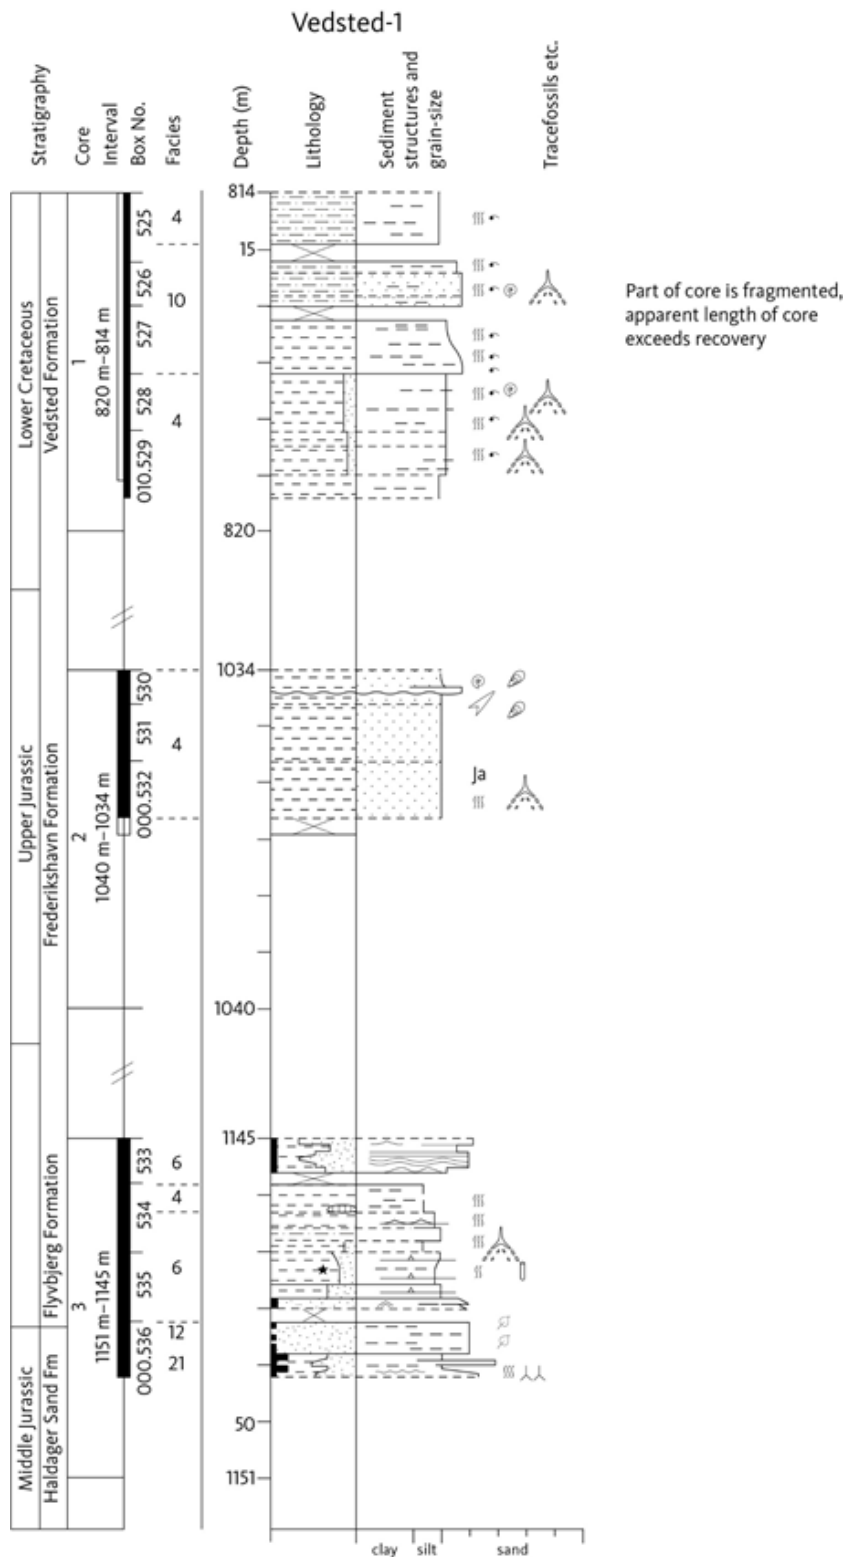 Vedsted-1
Stratigraphy
Core
Interval
Box No.
Facies
Depth (m)
Lithology
Sediment
structures and
grain-size
Tracefossils etc.
Lower Cretaceous
Vedsted Formation
1
820 m–814 m
525
526
527
528
010.529
4
10
4
814
15
820
Part of core is fragmented,
apparent length of core
exceeds recovery
Upper Jurassic
Frederikshavn Formation
2
1040 m–1034 m
530
531
000.532
4
1034
1040
Ja
Flyvbjerg Formation
3
1151 m–1145 m
533
534
535
000.536
6
4
6
12
21
1145
50
1151
Middle Jurassic
Haldager Sand Fm
clay
silt
sand